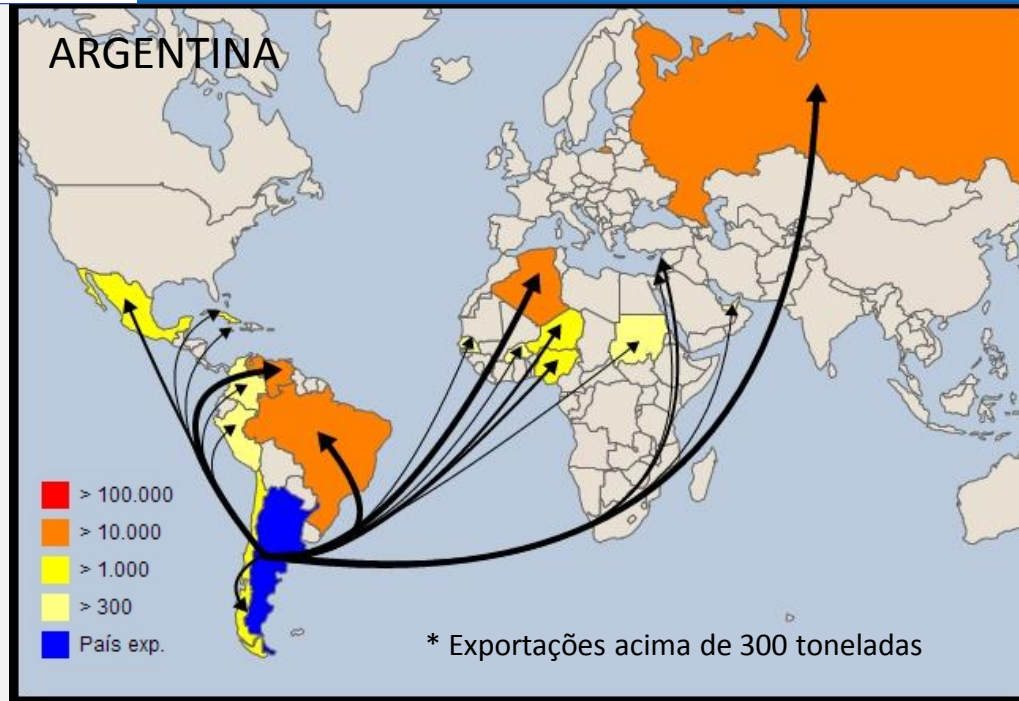 ARGENTINA
> 100.000
> 10.000
> 1.000
> 300
País exp.
* Exportações acima de 300 toneladas